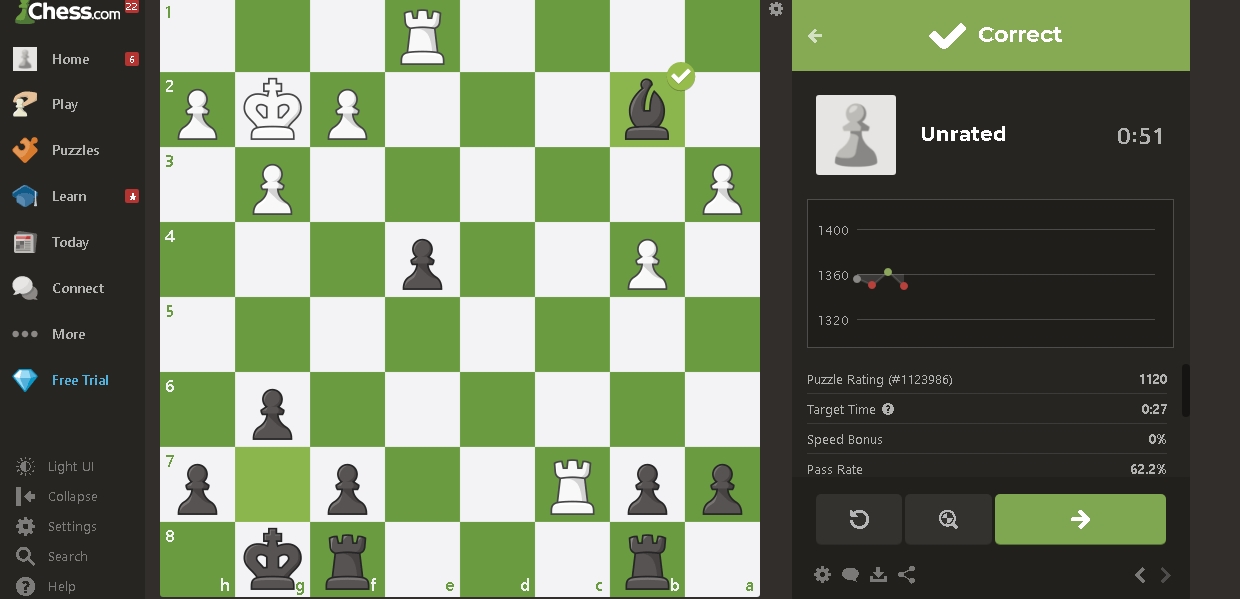 Chess.com 22
Home 6
Play
Puzzles
Learn
Today
Connect
More
Free Trial
Light UI
Collapse
Settings
Search
Help
1
2
3
4
5
6
7
8
h g f e d c b a
Correct
Unrated 0:51
1400
1360
1320
Puzzle Rating (#1123986) 1120
Target Time ? 0:27
Speed Bonus 0%
Pass Rate 62.2%